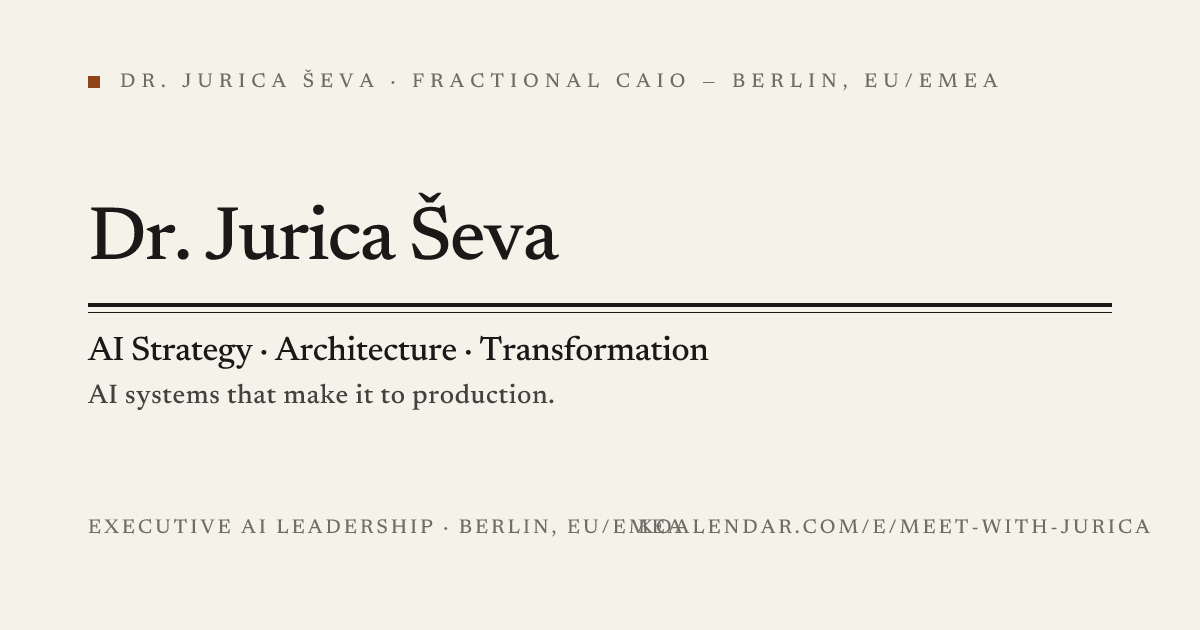 DR. JURICA ŠEVA · FRACTIONAL CAIO — BERLIN, EU/EMEA
Dr. Jurica Ševa
AI Strategy · Architecture · Transformation
AI systems that make it to production.
EXECUTIVE AI LEADERSHIP · BERLIN, EU/EMEA
KOALENDAR.COM/E/MEET-WITH-JURICA